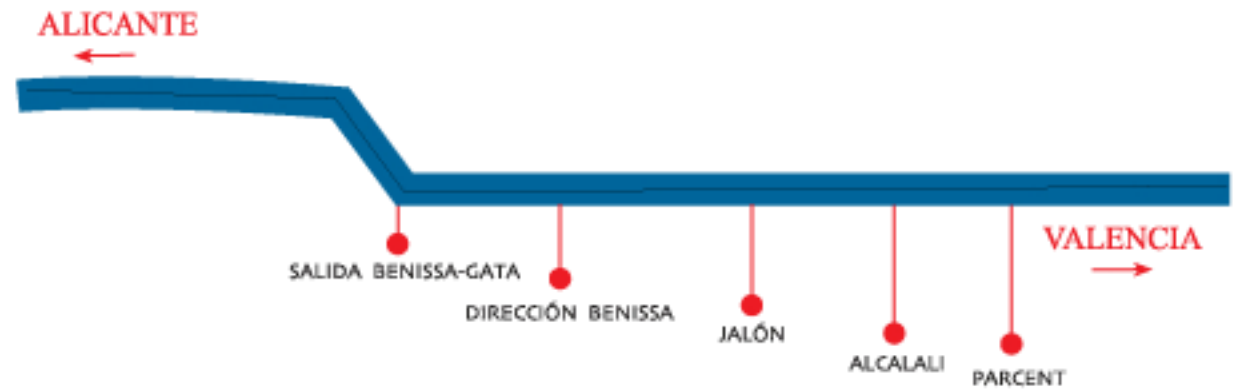 ALICANTE
VALENCIA
SALIDA BENISSA-GATA
DIRECCIÓN BENISSA
JALÓN
ALCALALI
PARCENT